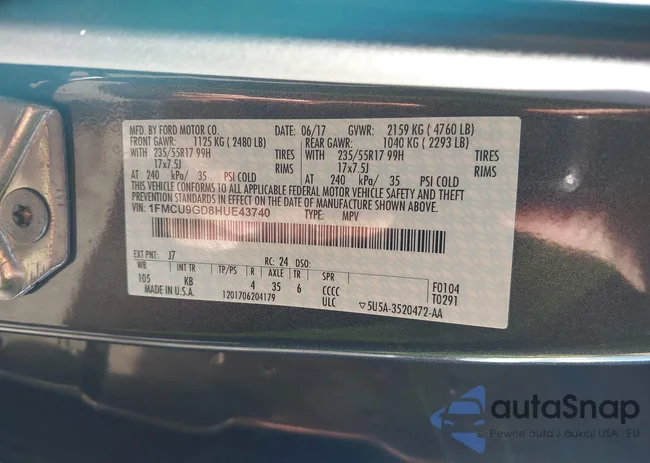 MFD. BY FORD MOTOR CO. DATE: 06/17 GVWR: 2159 KG ( 4760 LB)
FRONT GAWR: 1125 KG ( 2480 LB) REAR GAWR: 1040 KG ( 2293 LB)
WITH 235/55R17 99H TIRES WITH 235/55R17 99H TIRES
17x7.5J RIMS 17x7.5J RIMS
AT 240 kPa/ 35 PSI COLD AT 240 kPa/ 35 PSI COLD
THIS VEHICLE CONFORMS TO ALL APPLICABLE FEDERAL MOTOR VEHICLE SAFETY AND THEFT
PREVENTION STANDARDS IN EFFECT ON THE DATE OF MANUFACTURE SHOWN ABOVE.
VIN: 1FMCU9GD8HUE43740 TYPE: MPV
EXT PNT: J7 RC: 24 DSO:
WB INT TR TP/PS R AXLE TR SPR
105 KB 4 35 6 CCCC F0104
MADE IN U.S.A. 1201706204179 ULC T0291
▽5U5A-3520472-AA
autaSnap
Pewne auta z aukcji USA - EU